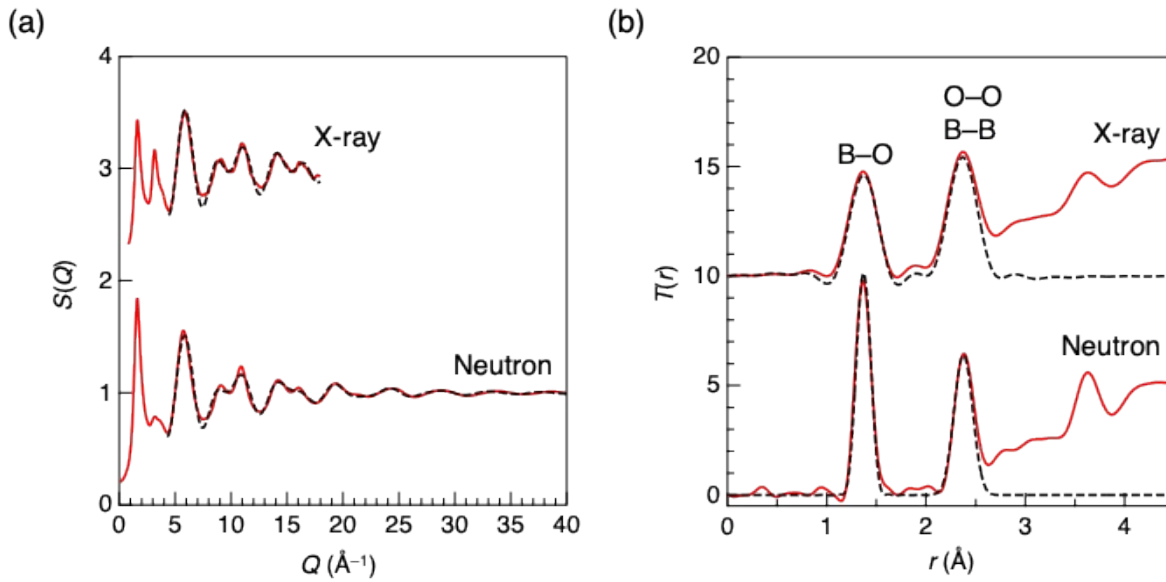 (a)
4
3
2
1
0
S(Q)
X-ray
Neutron
0 5 10 15 20 25 30 35 40
Q (Å⁻¹)
(b)
20
15
10
5
0
T(r)
B–O
O–O
B–B
X-ray
Neutron
0 1 2 3 4
r (Å)